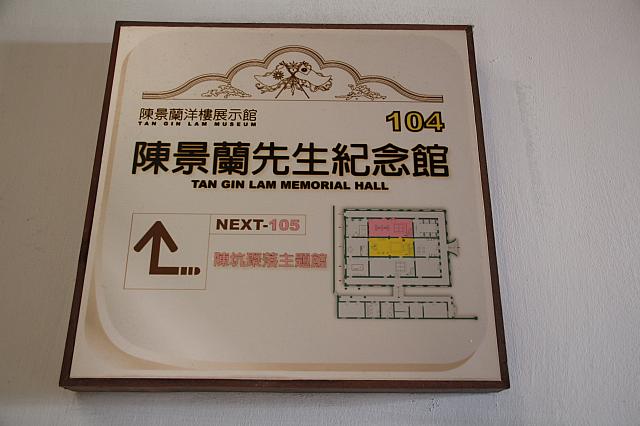 陳景蘭洋樓展示館
TAN GIN LAM MUSEUM
104
陳景蘭先生紀念館
TAN GIN LAM MEMORIAL HALL
NEXT-105
陳坑聚落主題館